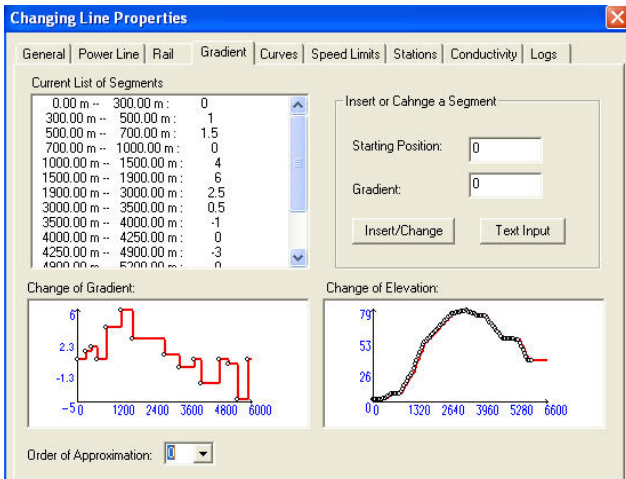 Changing Line Properties
General Power Line Rail Gradient Curves Speed Limits Stations Conductivity Logs
Current List of Segments
0.00 m -- 300.00 m : 0
300.00 m -- 500.00 m : 1
500.00 m -- 700.00 m : 1.5
700.00 m -- 1000.00 m : 0
1000.00 m -- 1500.00 m : 4
1500.00 m -- 1900.00 m : 6
1900.00 m -- 3000.00 m : 2.5
3000.00 m -- 3500.00 m : 0.5
3500.00 m -- 4000.00 m : -1
4000.00 m -- 4250.00 m : 0
4250.00 m -- 4900.00 m : -3
4900.00 m -- 5200.00 m : 0
Insert or Cahnge a Segment
Starting Position: 0
Gradient: 0
Insert/Change Text Input
Change of Gradient:
6
2.3
-1.3
-5
0 1200 2400 3600 4800 6000
Change of Elevation:
79
53
26
0
0 1320 2640 3960 5280 6600
Order of Approximation: 0